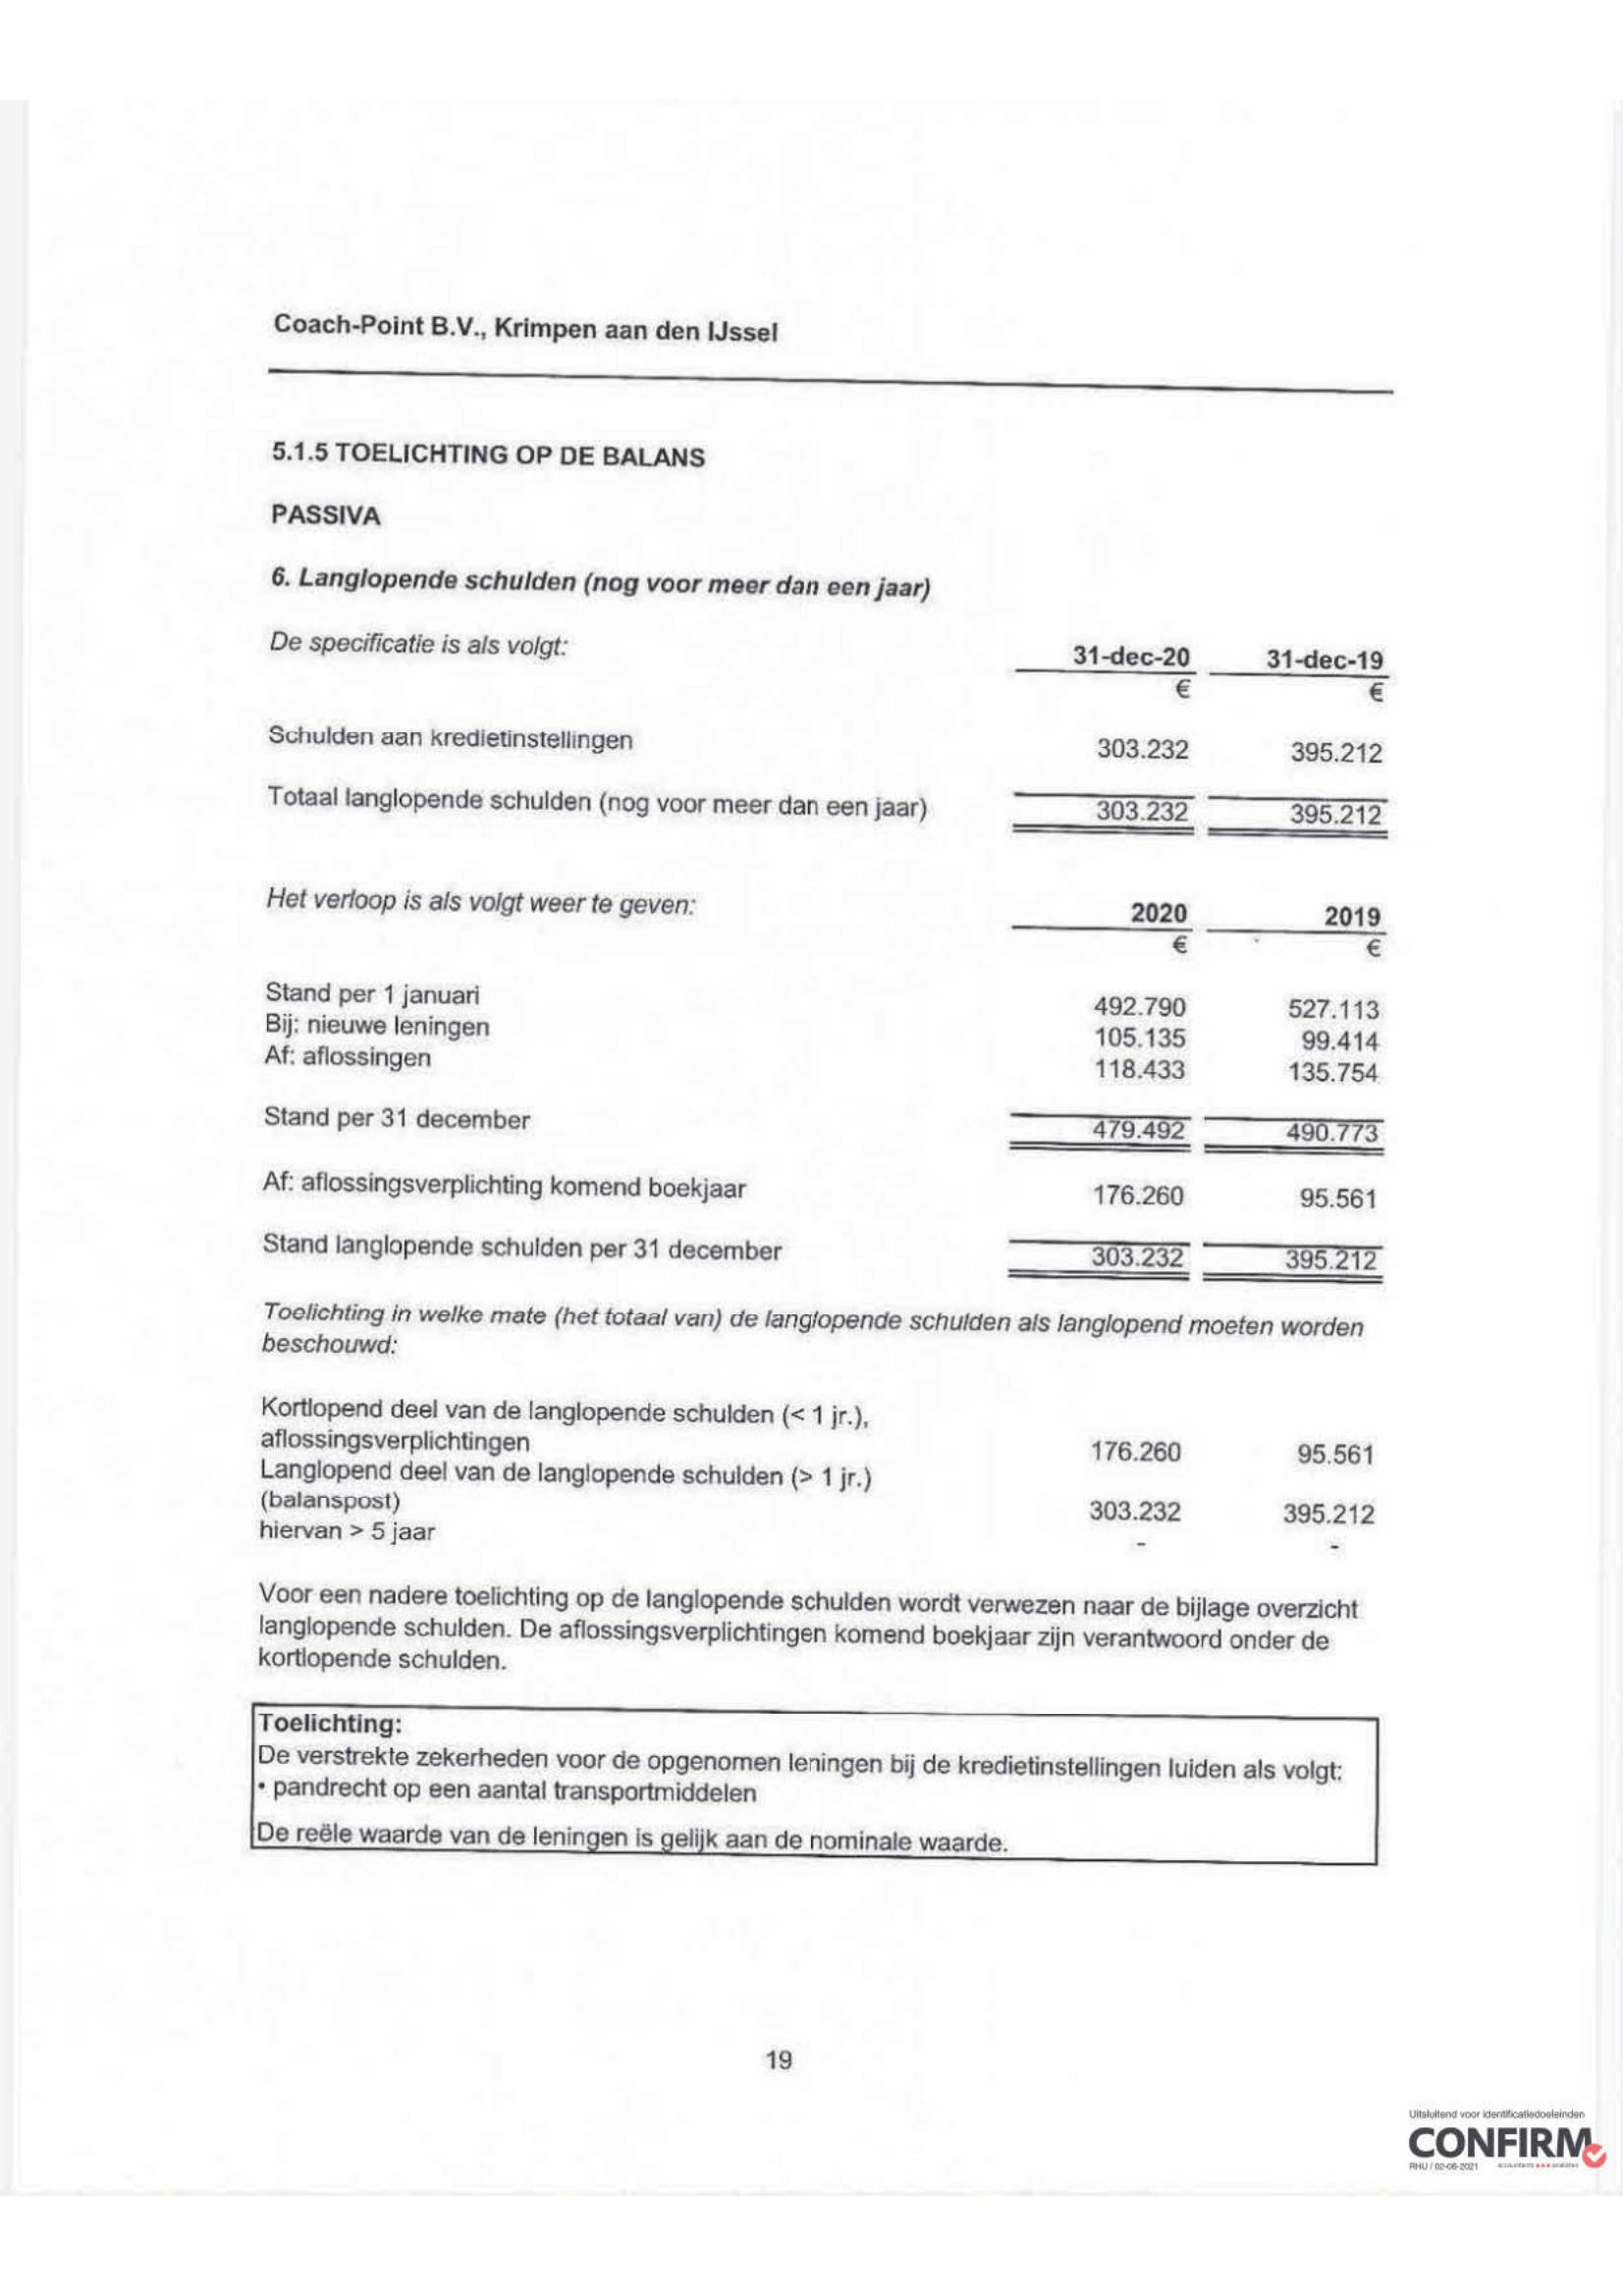 Coach-Point B.V., Krimpen aan den IJssel
5.1.5 TOELICHTING OP DE BALANS
PASSIVA
6. Langlopende schulden (nog voor meer dan een jaar)
De specificatie is als volgt: 31-dec-20 31-dec-19
€ €
Schulden aan kredietinstellingen 303.232 395.212
Totaal langlopende schulden (nog voor meer dan een jaar) 303.232 395.212
Het verloop is als volgt weer te geven: 2020 2019
€ €
Stand per 1 januari 492.790 527.113
Bij: nieuwe leningen 105.135 99.414
Af: aflossingen 118.433 135.754
Stand per 31 december 479.492 490.773
Af: aflossingsverplichting komend boekjaar 176.260 95.561
Stand langlopende schulden per 31 december 303.232 395.212
Toelichting in welke mate (het totaal van) de langlopende schulden als langlopend moeten worden
beschouwd:
Kortlopend deel van de langlopende schulden (< 1 jr.),
aflossingsverplichtingen 176.260 95.561
Langlopend deel van de langlopende schulden (> 1 jr.)
(balanspost) 303.232 395.212
hiervan > 5 jaar - -
Voor een nadere toelichting op de langlopende schulden wordt verwezen naar de bijlage overzicht
langlopende schulden. De aflossingsverplichtingen komend boekjaar zijn verantwoord onder de
kortlopende schulden.
Toelichting:
De verstrekte zekerheden voor de opgenomen leningen bij de kredietinstellingen luiden als volgt:
• pandrecht op een aantal transportmiddelen
De reële waarde van de leningen is gelijk aan de nominale waarde.
19
Uitsluitend voor identificatiedoeleinden
CONFIRM
RHU / 02-06-2021